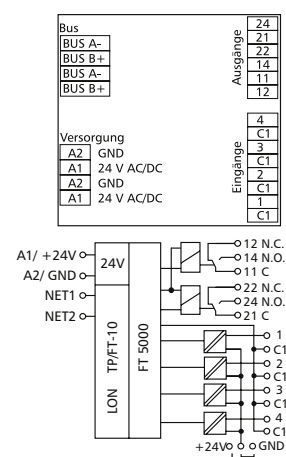 Bus
BUS A-
BUS B+
BUS A-
BUS B+
Ausgänge
24
21
22
14
11
12
Versorgung
A2 GND
A1 24 V AC/DC
A2 GND
A1 24 V AC/DC
Eingänge
4
C1
3
C1
2
C1
1
C1
A1/ +24V
A2/ GND
NET1
NET2
24V
LON TP/FT-10
FT 5000
12 N.C.
14 N.O.
11 C
22 N.C.
24 N.O.
21 C
1
C1
2
C1
3
C1
4
C1
+24V
GND